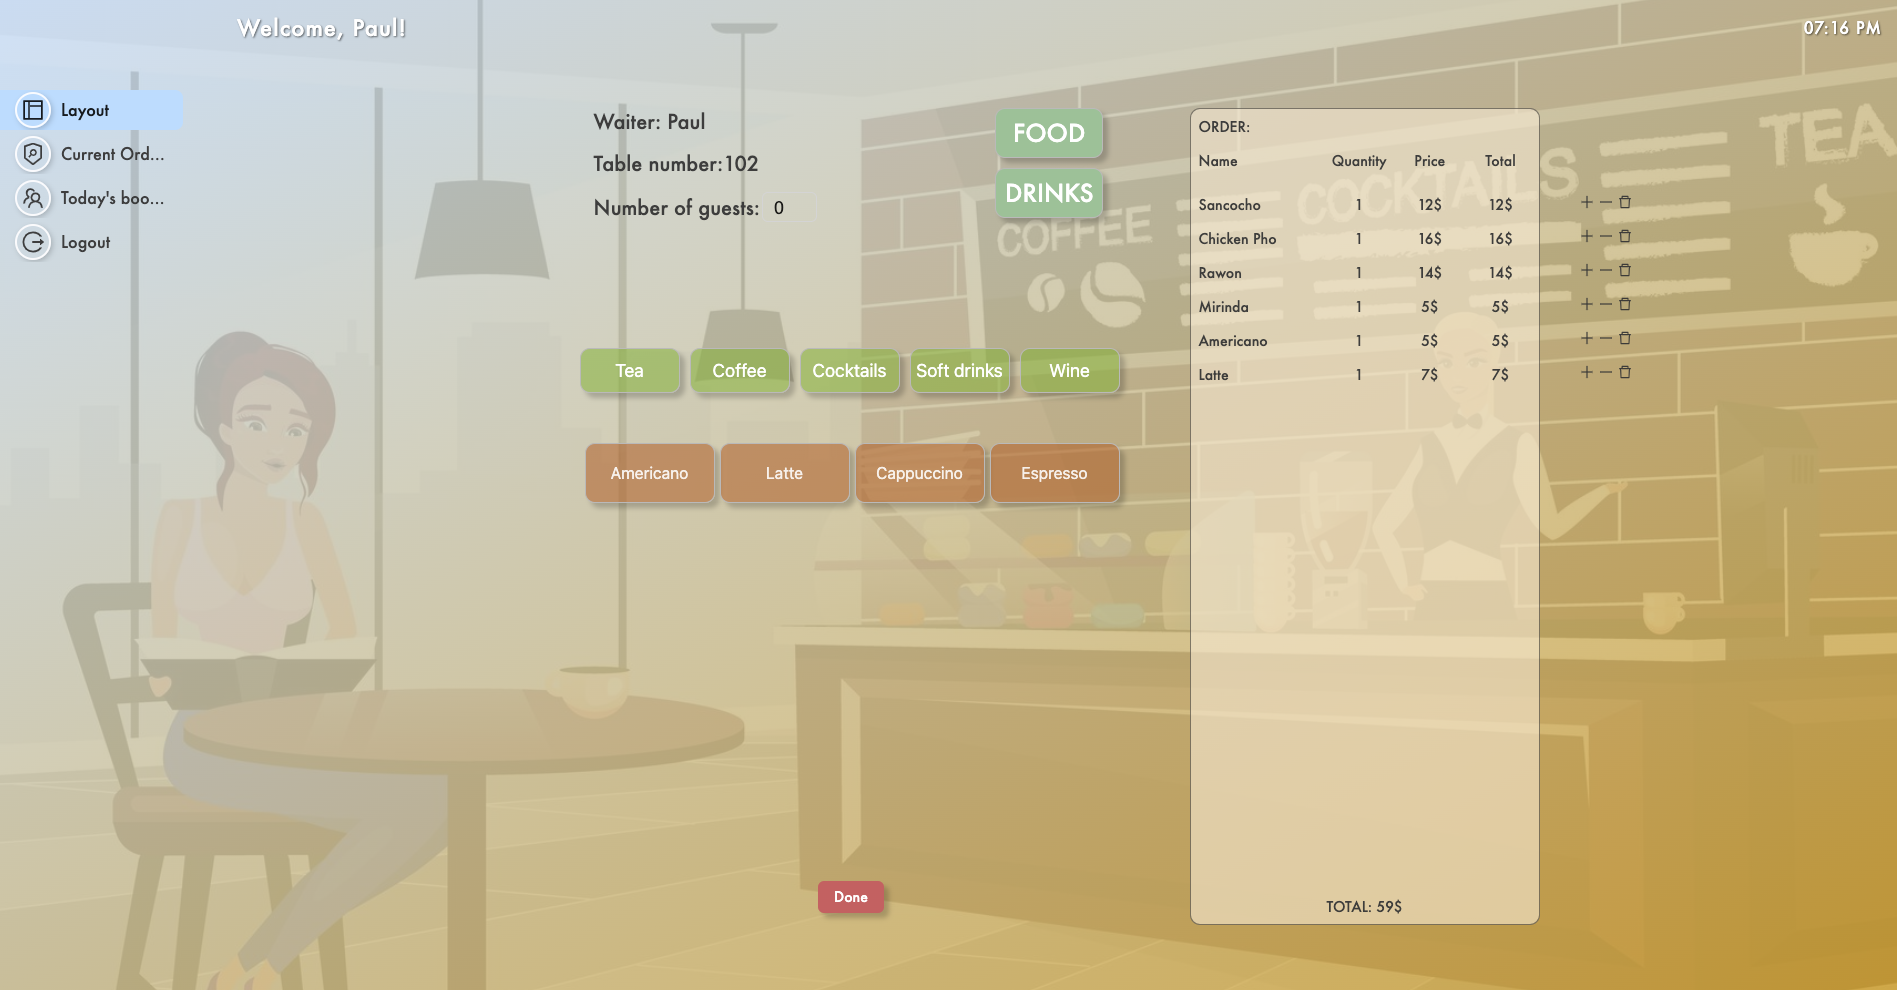 Welcome, Paul!
07:16 PM
Layout
Current Ord...
Today's boo...
Logout
Waiter: Paul
Table number:102
Number of guests: 0
FOOD
DRINKS
Tea
Coffee
Cocktails
Soft drinks
Wine
Americano
Latte
Cappuccino
Espresso
Done
ORDER:
Name Quantity Price Total
Sancocho 1 12$ 12$
Chicken Pho 1 16$ 16$
Rawon 1 14$ 14$
Mirinda 1 5$ 5$
Americano 1 5$ 5$
Latte 1 7$ 7$
TOTAL: 59$
COFFEE
COCKTAILS
TEA